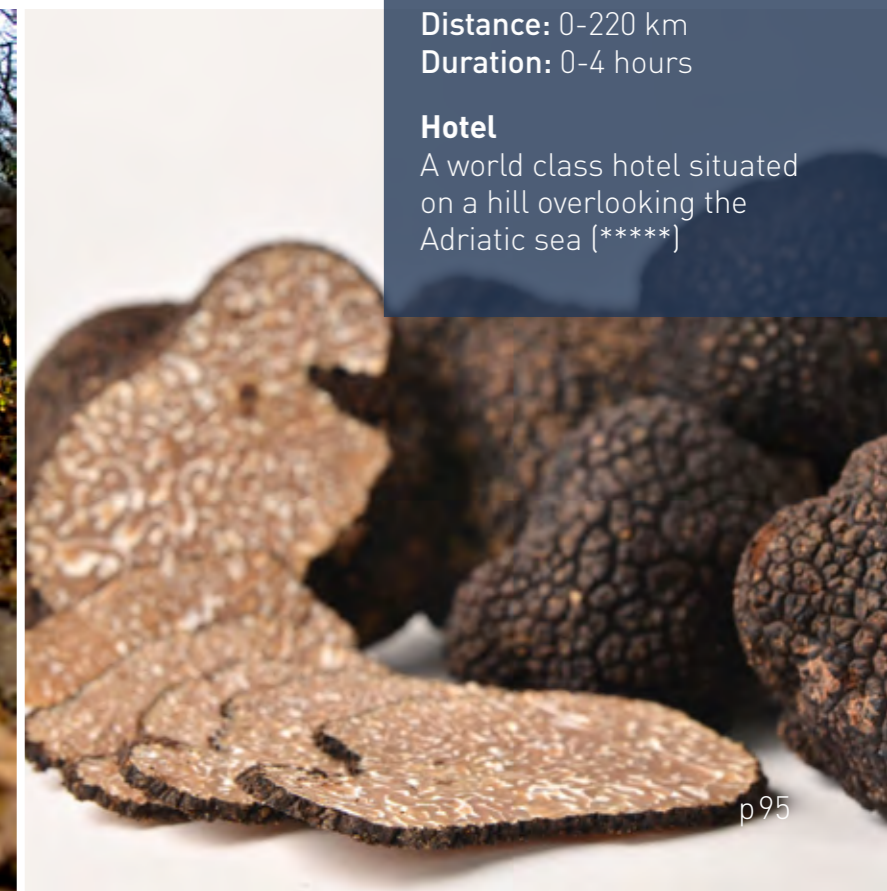 Distance: 0-220 km
Duration: 0-4 hours
Hotel
A world class hotel situated
on a hill overlooking the
Adriatic sea (*****)
p95